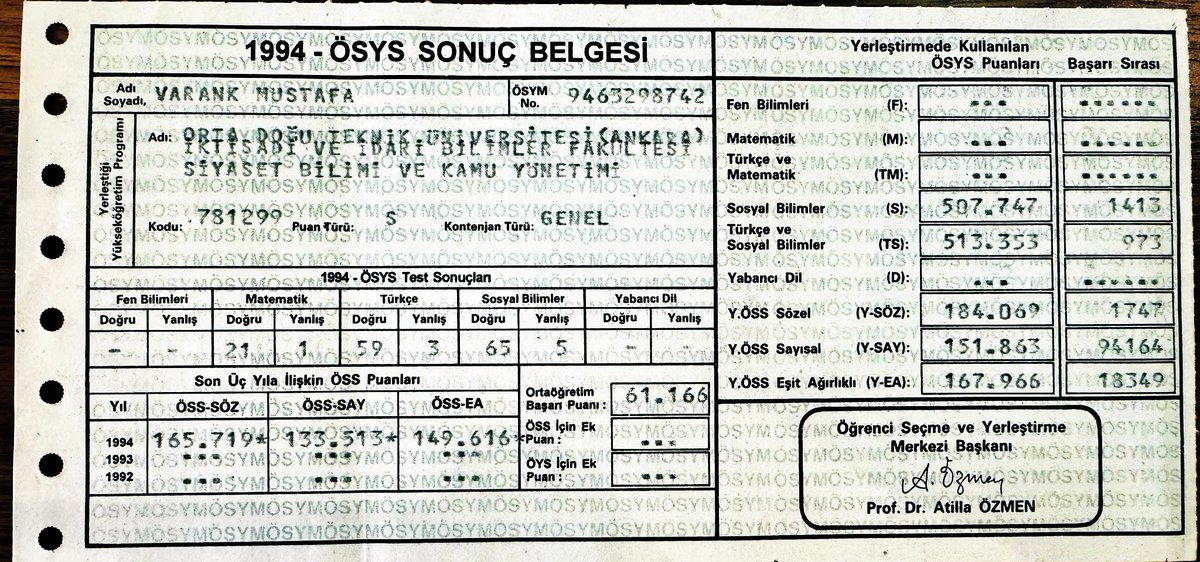 1994 - ÖSYS SONUÇ BELGESİ
Adı Soyadı, VARANK MUSTAFA
ÖSYM No. 9463298742
Yerleştiği Yükseköğretim Programı
Adı: ORTA DOĞU TEKNİK ÜNİVERSİTESİ(ANKARA)
İKTİSADİ VE İDARİ BİLİMLER FAKÜLTESİ
SİYASET BİLİMİ VE KAMU YÖNETİMİ
Kodu: 781299 Puan Türü: S Kontenjan Türü: GENEL
1994 - ÖSYS Test Sonuçları
Fen Bilimleri Matematik Türkçe Sosyal Bilimler Yabancı Dil
Doğru Yanlış Doğru Yanlış Doğru Yanlış Doğru Yanlış Doğru Yanlış
- - 21 1 59 3 65 5 - -
Son Üç Yıla İlişkin ÖSS Puanları
Yıl ÖSS-SÖZ ÖSS-SAY ÖSS-EA
1994 165.719* 133.513* 149.616*
1993 *** *** ***
1992 *** *** ***
Ortaöğretim Başarı Puanı: 61.166
ÖSS İçin Ek Puan: ***
ÖYS İçin Ek Puan: ***
Yerleştirmede Kullanılan
ÖSYS Puanları Başarı Sırası
Fen Bilimleri (F): *** ******
Matematik (M): *** ******
Türkçe ve
Matematik (TM): *** ******
Sosyal Bilimler (S): 507.747 1413
Türkçe ve
Sosyal Bilimler (TS): 513.353 973
Yabancı Dil (D): *** ******
Y.ÖSS Sözel (Y-SÖZ): 184.069 1747
Y.ÖSS Sayısal (Y-SAY): 151.863 94164
Y.ÖSS Eşit Ağırlıklı (Y-EA): 167.966 18349
Öğrenci Seçme ve Yerleştirme
Merkezi Başkanı
A. Özmen
Prof. Dr. Atilla ÖZMEN